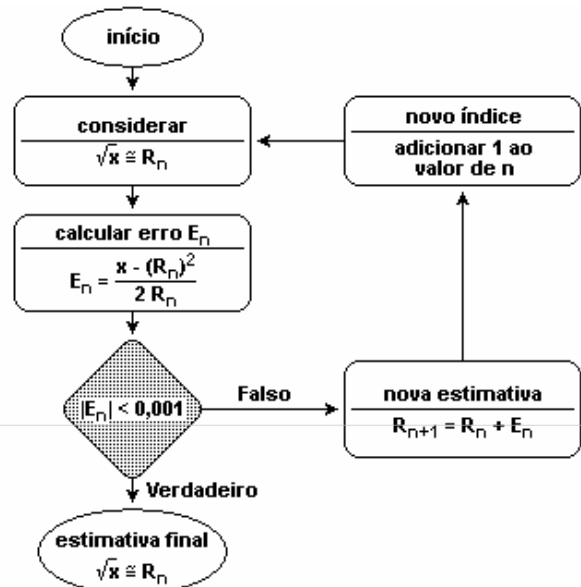 início
considerar
√x ≅ Rₙ
calcular erro Eₙ
Eₙ = x - (Rₙ)² / 2 Rₙ
|Eₙ| < 0,001
Verdadeiro
estimativa final
√x ≅ Rₙ
Falso
nova estimativa
Rₙ₊₁ = Rₙ + Eₙ
novo índice
adicionar 1 ao
valor de n